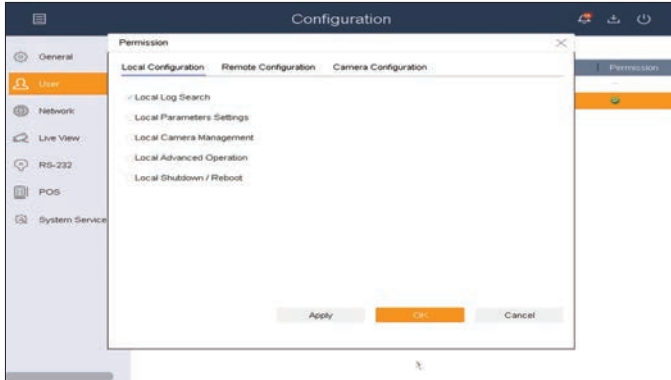 Configuration
General
User
Network
Live View
RS-232
POS
System Service
Permission
Permission
Local Configuration Remote Configuration Camera Configuration
Local Log Search
Local Parameters Settings
Local Camera Management
Local Advanced Operation
Local Shutdown / Reboot
Apply OK Cancel